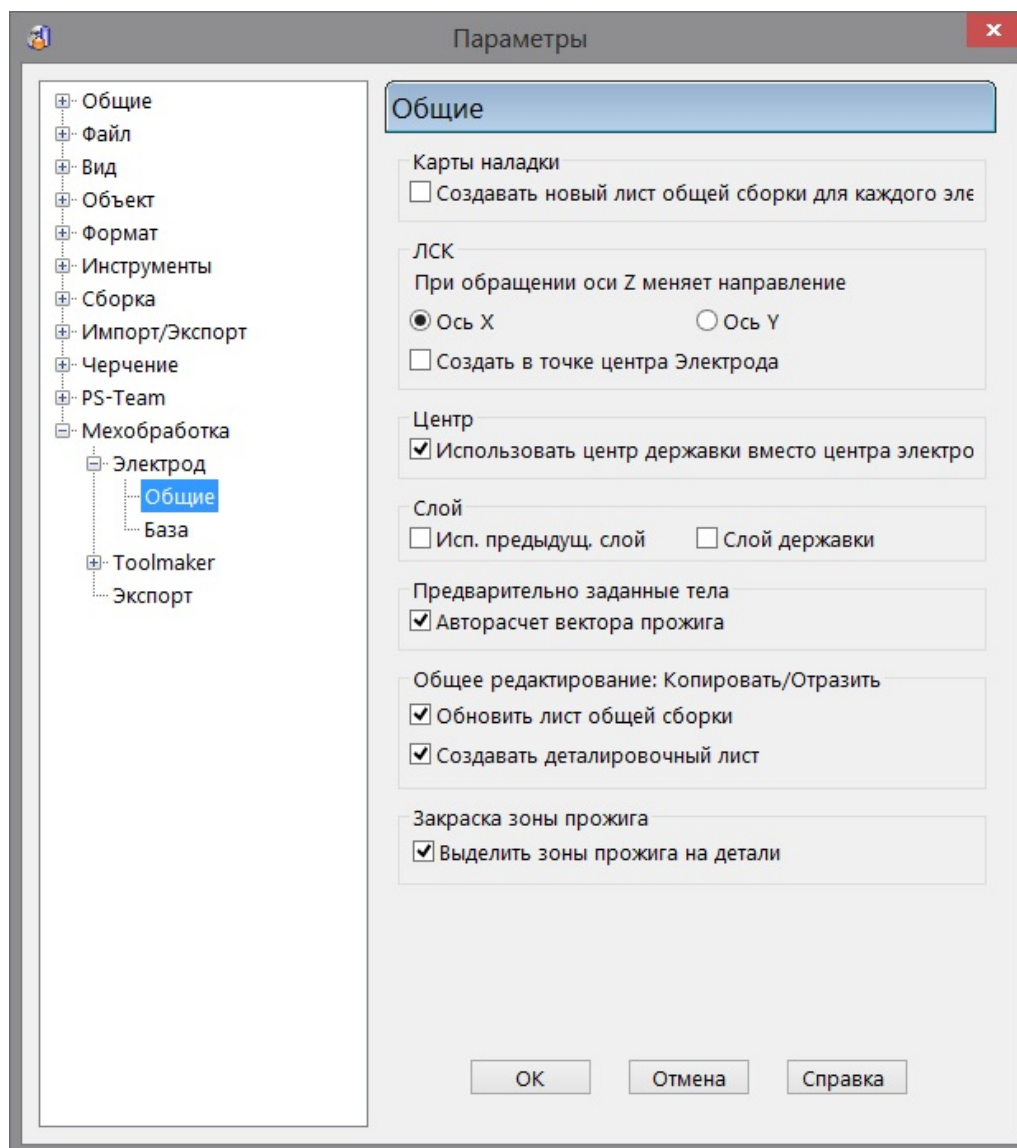 Параметры
Общие
Файл
Вид
Объект
Формат
Инструменты
Сборка
Импорт/Экспорт
Черчение
PS-Team
Мехобработка
Электрод
Общие
База
Toolmaker
Экспорт
Общие
Карты наладки
Создавать новый лист общей сборки для каждого эле
ЛСК
При обращении оси Z меняет направление
Ось X Ось Y
Создать в точке центра Электрода
Центр
Использовать центр державки вместо центра электро
Слой
Исп. предыдущ. слой Слой державки
Предварительно заданные тела
Авторасчет вектора прожига
Общее редактирование: Копировать/Отразить
Обновить лист общей сборки
Создавать деталировочный лист
Закраска зоны прожига
Выделить зоны прожига на детали
OK Отмена Справка